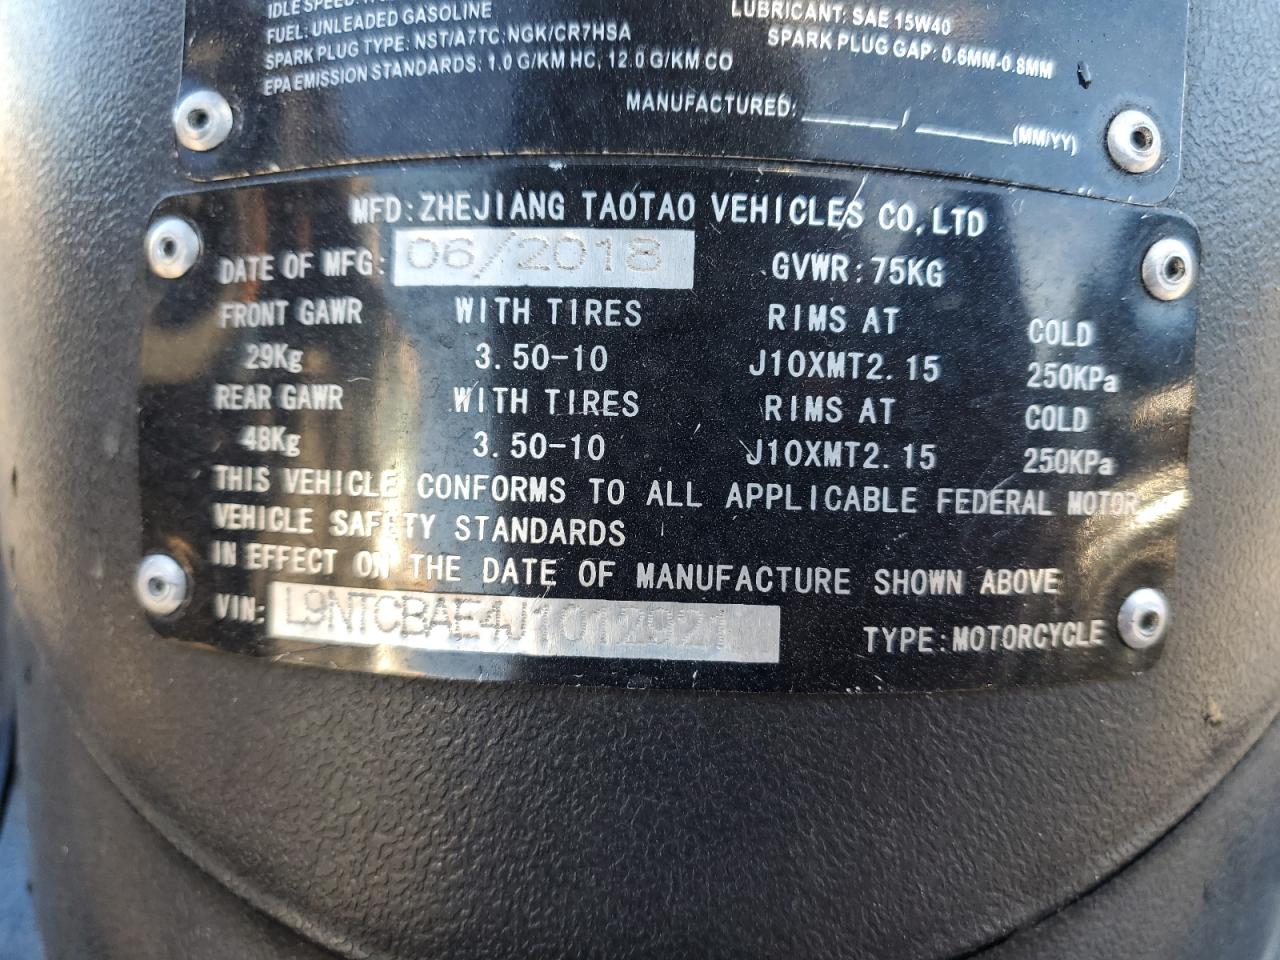 IDLE SPEED:
LUBRICANT: SAE 15W40
FUEL: UNLEADED GASOLINE
SPARK PLUG TYPE: NST/A7TC:NGK/CR7HSA SPARK PLUG GAP: 0.6MM-0.8MM
EPA EMISSION STANDARDS: 1.0 G/KM HC, 12.0 G/KM CO
MANUFACTURED: ______/______(MM/YY)
MFD:ZHEJIANG TAOTAO VEHICLES CO, LTD
DATE OF MFG: 06/2018 GVWR:75KG
FRONT GAWR WITH TIRES RIMS AT COLD
29Kg 3.50-10 J10XMT2.15 250KPa
REAR GAWR WITH TIRES RIMS AT COLD
48Kg 3.50-10 J10XMT2.15 250KPa
THIS VEHICLE CONFORMS TO ALL APPLICABLE FEDERAL MOTOR
VEHICLE SAFETY STANDARDS
IN EFFECT ON THE DATE OF MANUFACTURE SHOWN ABOVE
VIN: L9NTCBAE4J1012921 TYPE:MOTORCYCLE